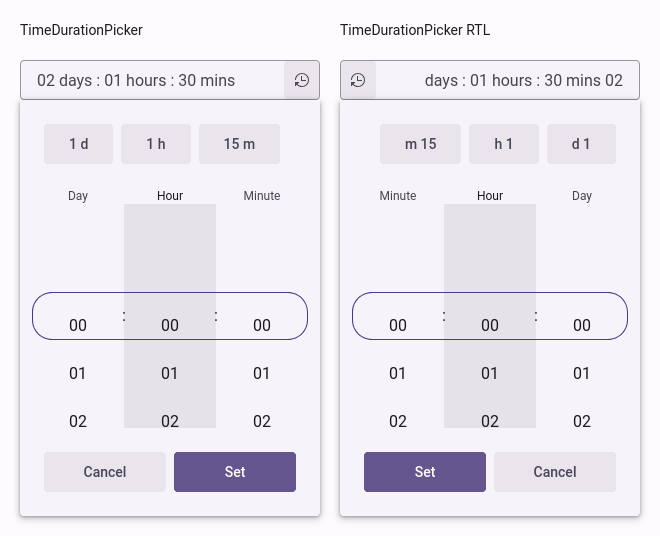 TimeDurationPicker
02 days : 01 hours : 30 mins
1 d 1 h 15 m
Day Hour Minute
: :
00 00 00
01 01 01
02 02 02
Cancel Set
TimeDurationPicker RTL
days : 01 hours : 30 mins 02
m 15 h 1 d 1
Minute Hour Day
: :
00 00 00
01 01 01
02 02 02
Set Cancel